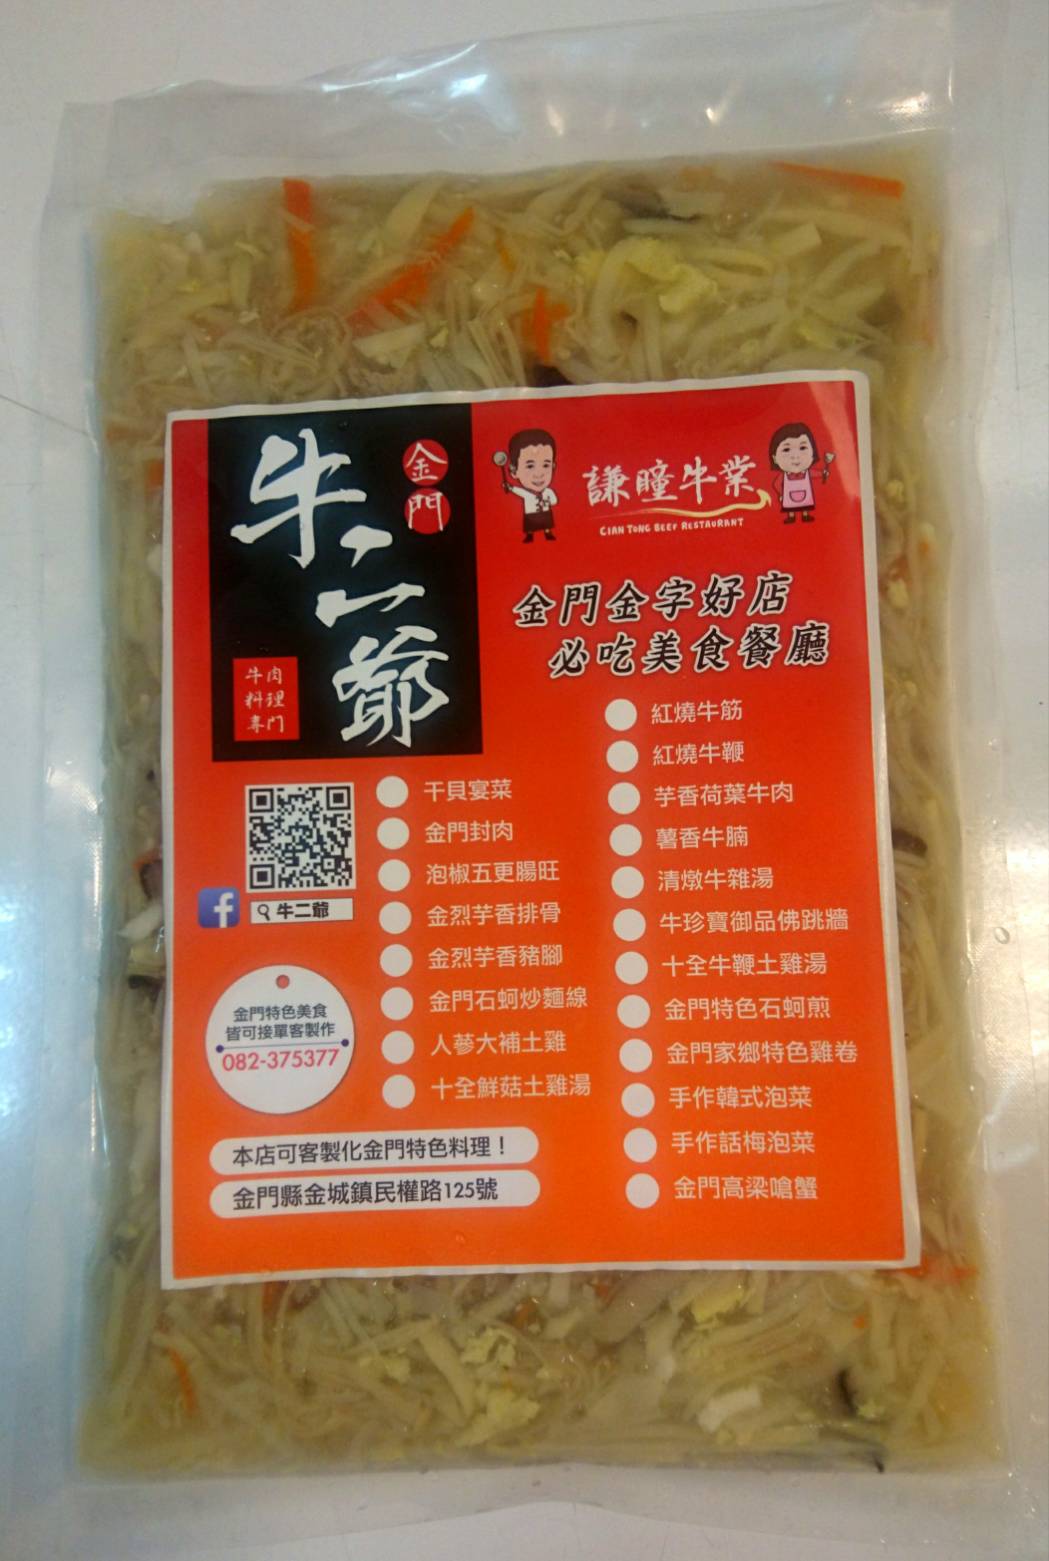 牛二爺
金門
牛肉
料理
專門
謙瞳牛業
CIAN TONG BEEF RESTAURANT
金門金字好店
必吃美食餐廳
牛二爺
金門特色美食
皆可接單客製作
082-375377
干貝宴菜
金門封肉
泡椒五更腸旺
金烈芋香排骨
金烈芋香豬腳
金門石蚵炒麵線
人蔘大補土雞
十全鮮菇土雞湯
紅燒牛筋
紅燒牛鞭
芋香荷葉牛肉
薯香牛腩
清燉牛雜湯
牛珍寶御品佛跳牆
十全牛鞭土雞湯
金門特色石蚵煎
金門家鄉特色雞卷
手作韓式泡菜
手作話梅泡菜
金門高梁嗆蟹
本店可客製化金門特色料理！
金門縣金城鎮民權路125號